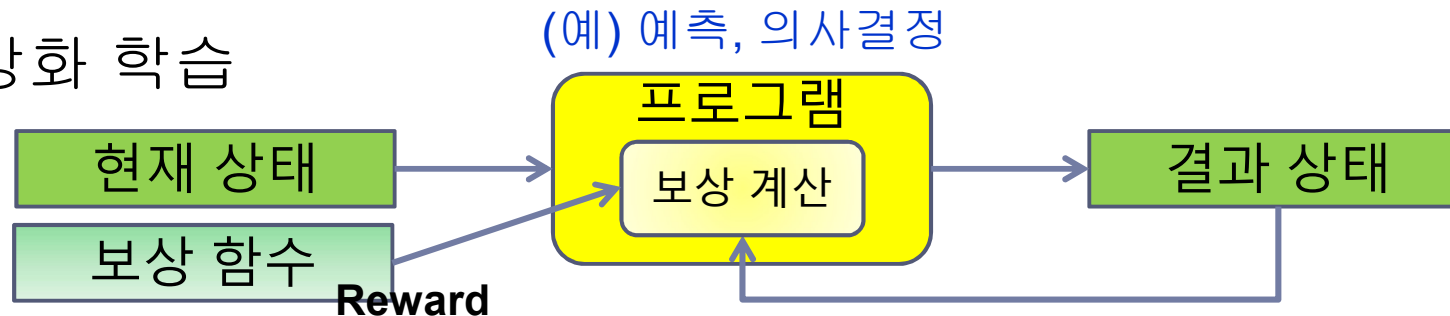 (예) 예측, 의사결정
화 학습
프로그램
현재 상태
보상 계산
결과 상태
보상 함수
Reward